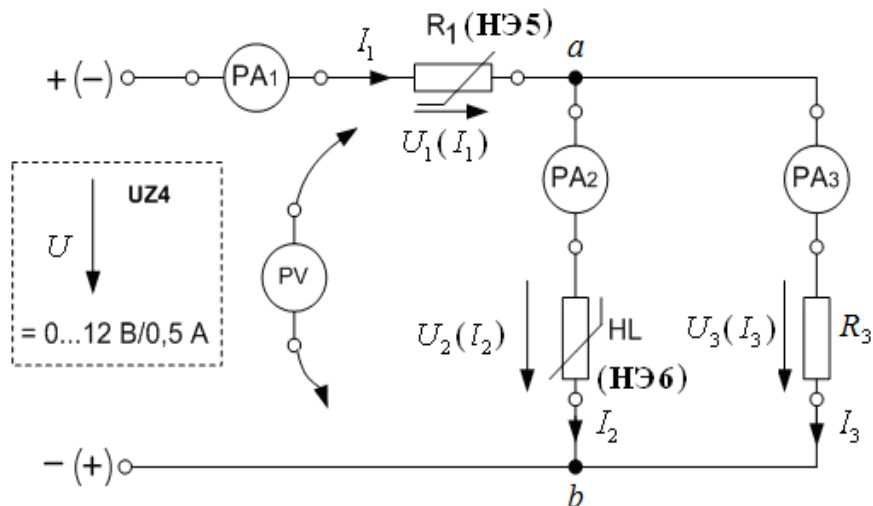 R₁(НЭ5)
I₁
a
+(−)
PA₁
U₁(I₁)
PA₂
PA₃
UZ4
U
PV
= 0...12 В/0,5 А
U₂(I₂)
HL
U₃(I₃)
R₃
(НЭ6)
I₂
I₃
−(+)
b